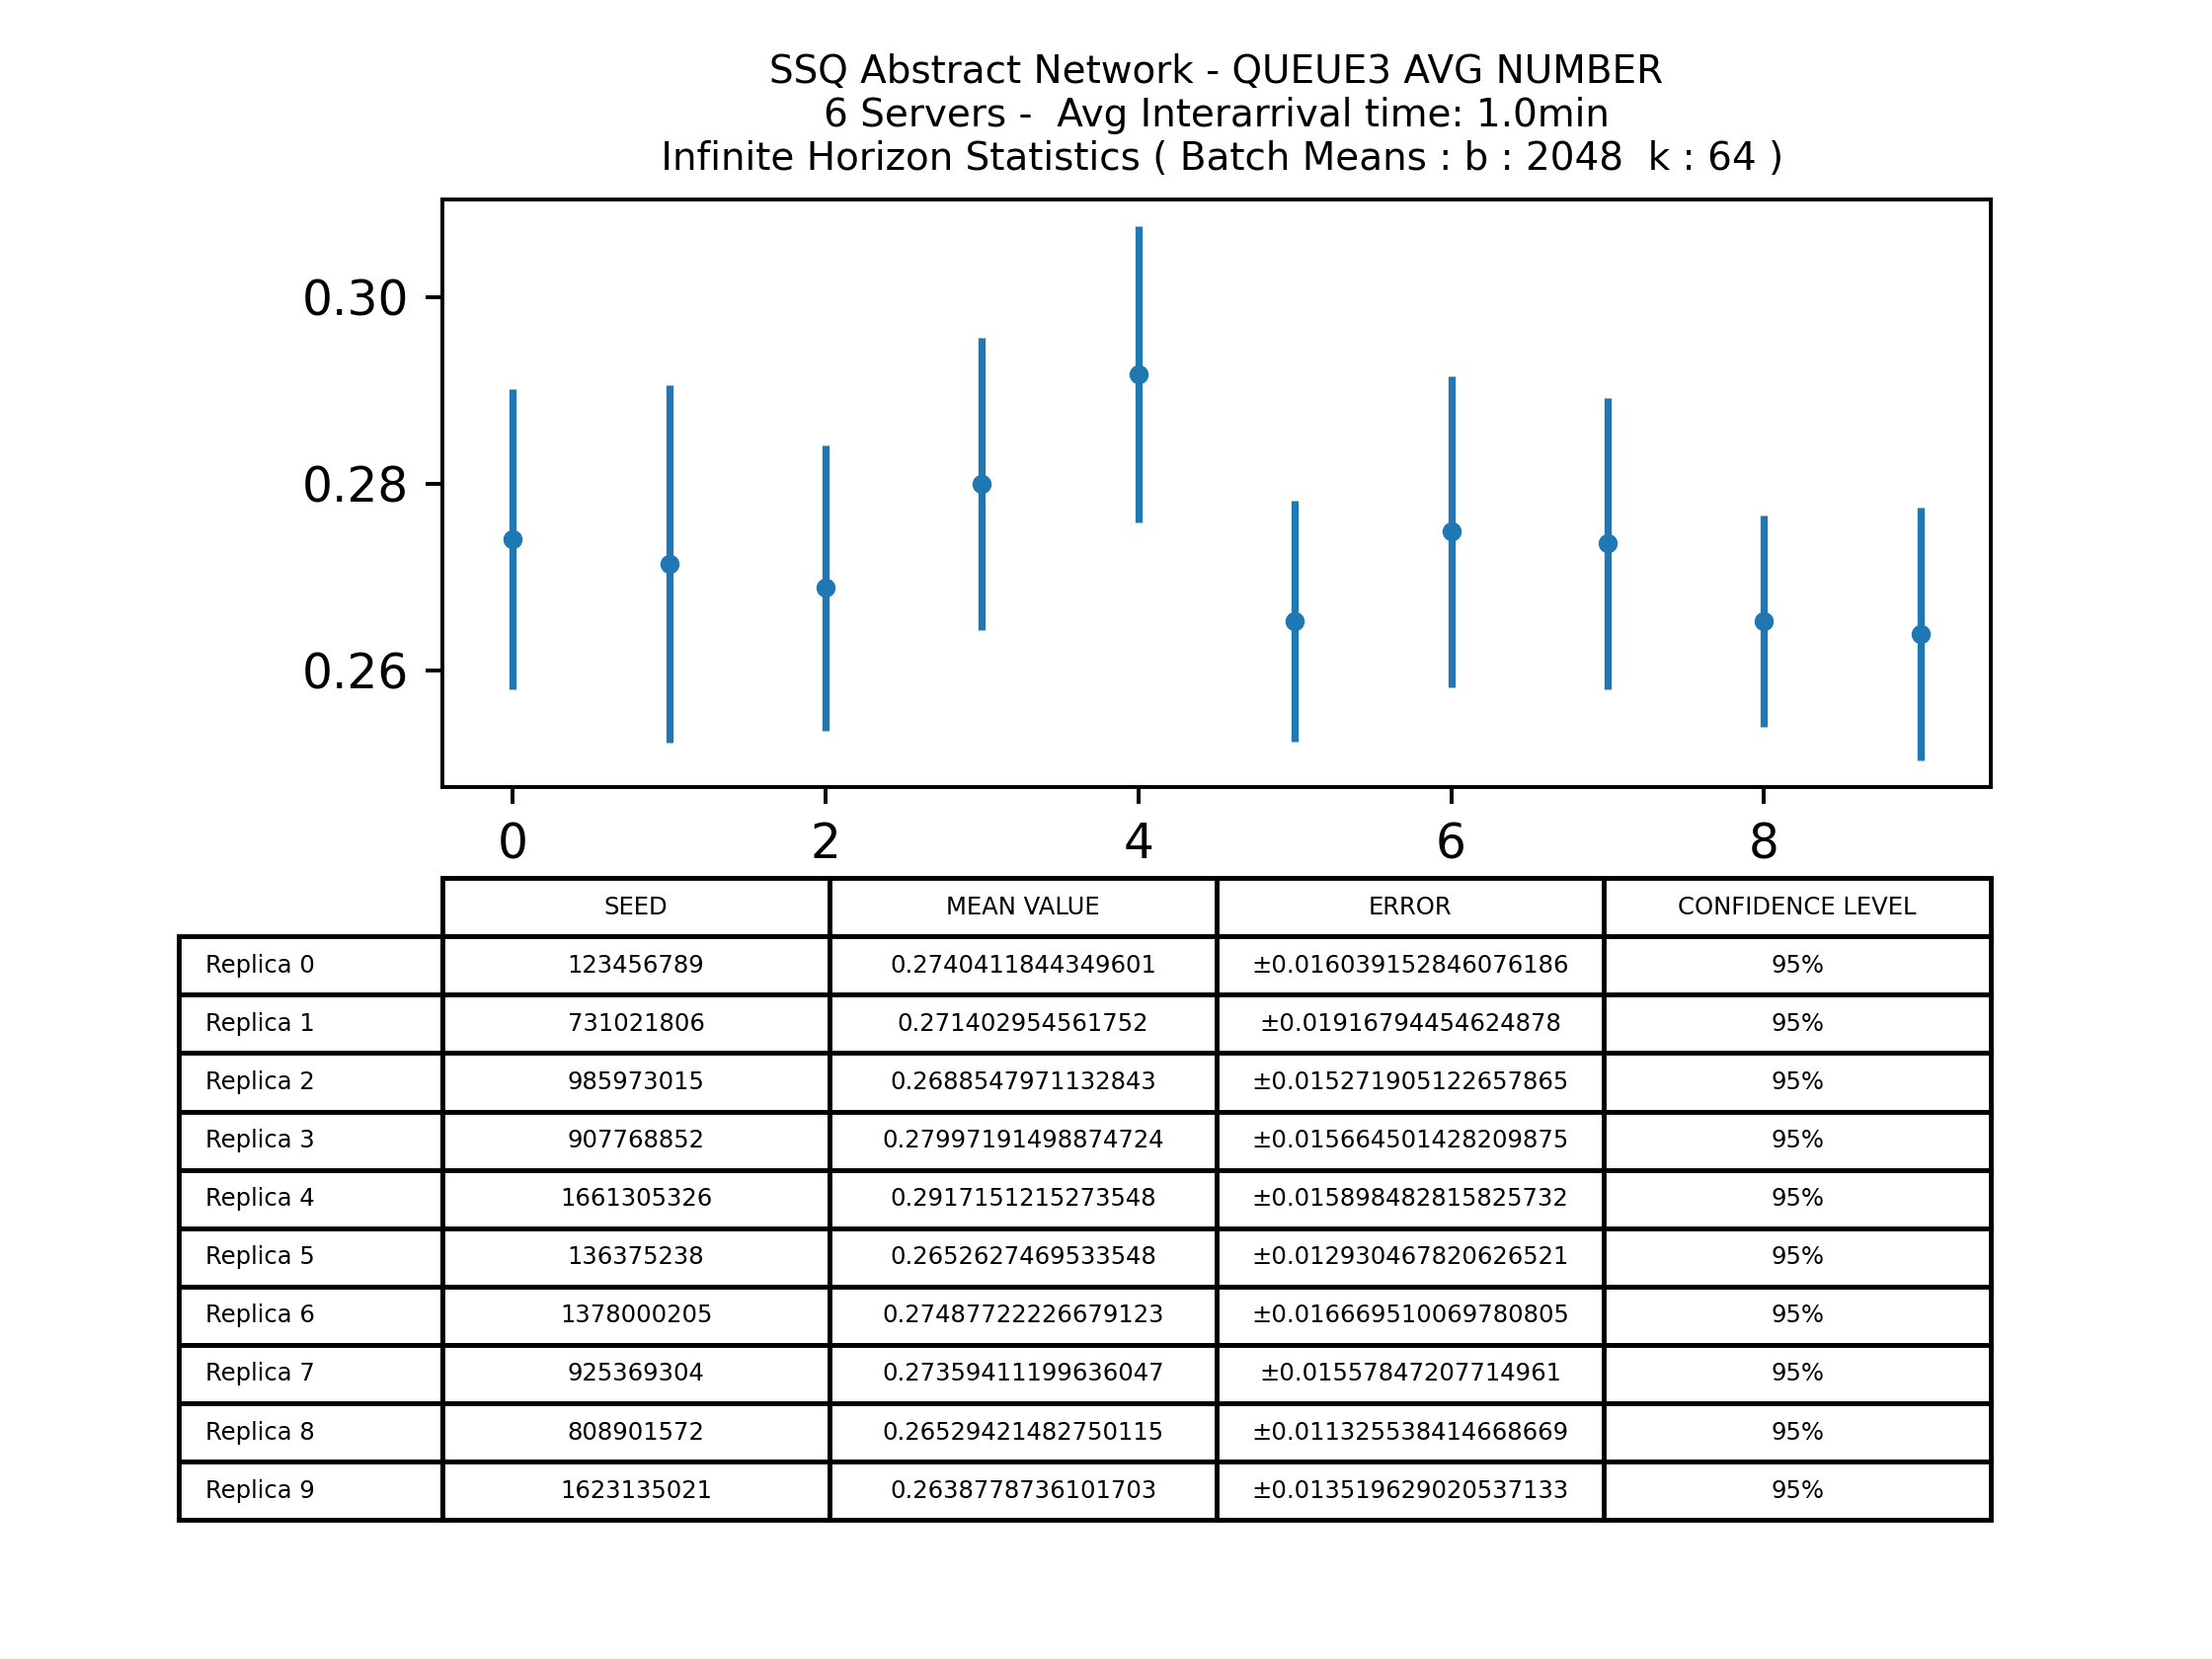 SSQ Abstract Network - QUEUE3 AVG NUMBER
6 Servers -  Avg Interarrival time: 1.0min
Infinite Horizon Statistics ( Batch Means : b : 2048  k : 64 )
0.30
0.28
0.26
0 2 4 6 8
SEED MEAN VALUE ERROR CONFIDENCE LEVEL
Replica 0 123456789 0.2740411844349601 ±0.016039152846076186 95%
Replica 1 731021806 0.271402954561752 ±0.01916794454624878 95%
Replica 2 985973015 0.2688547971132843 ±0.015271905122657865 95%
Replica 3 907768852 0.27997191498874724 ±0.015664501428209875 95%
Replica 4 1661305326 0.2917151215273548 ±0.015898482815825732 95%
Replica 5 136375238 0.2652627469533548 ±0.012930467820626521 95%
Replica 6 1378000205 0.27487722226679123 ±0.016669510069780805 95%
Replica 7 925369304 0.27359411199636047 ±0.01557847207714961 95%
Replica 8 808901572 0.26529421482750115 ±0.011325538414668669 95%
Replica 9 1623135021 0.2638778736101703 ±0.013519629020537133 95%